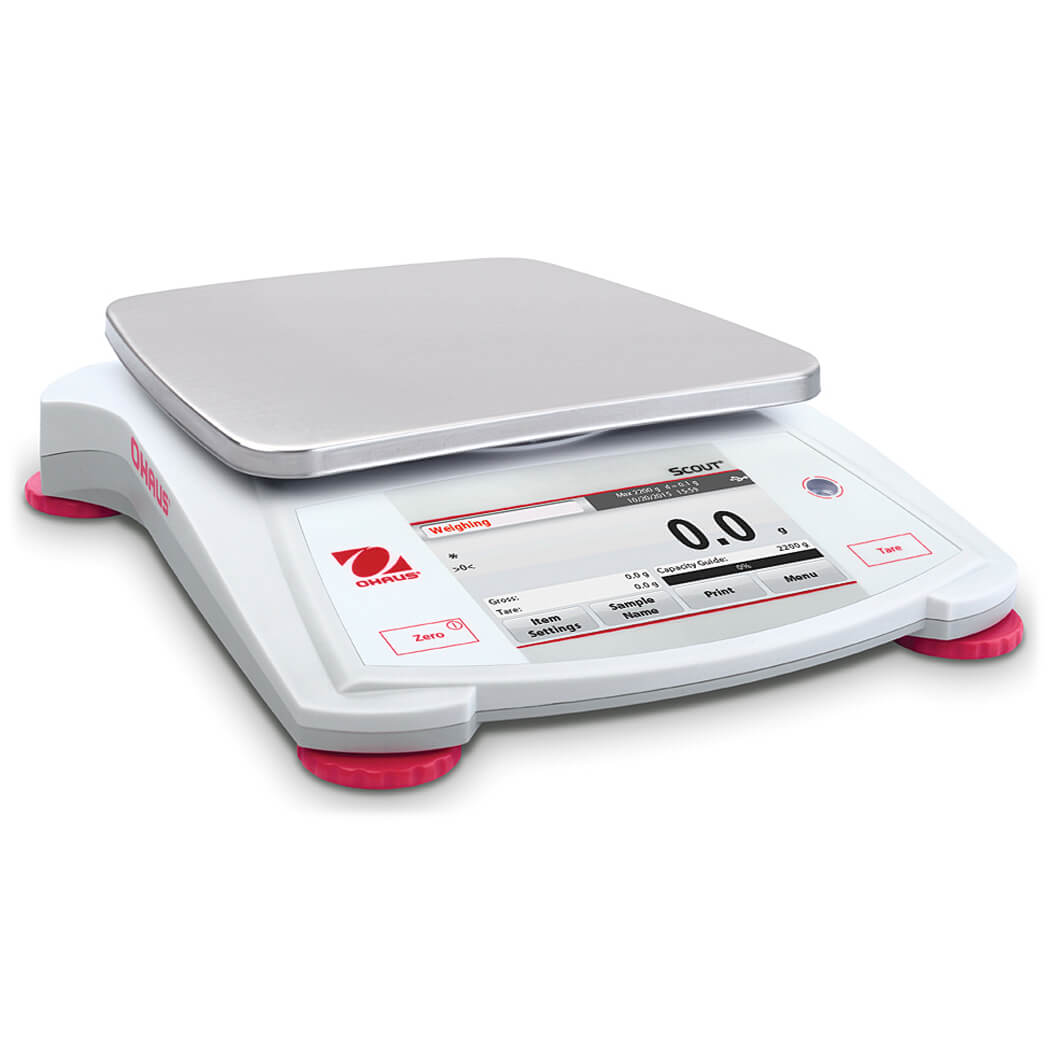 OHAUS
SCOUT
Max 2200 g d = 0.1 g
10/20/2015 15:59
Weighing
*
>0<
0.0 g
Gross: 0.0 g
Tare: 0.0 g
Capacity Guide: 2200 g
0%
Item Settings
Sample Name
Print
Menu
OHAUS
Zero
Tare